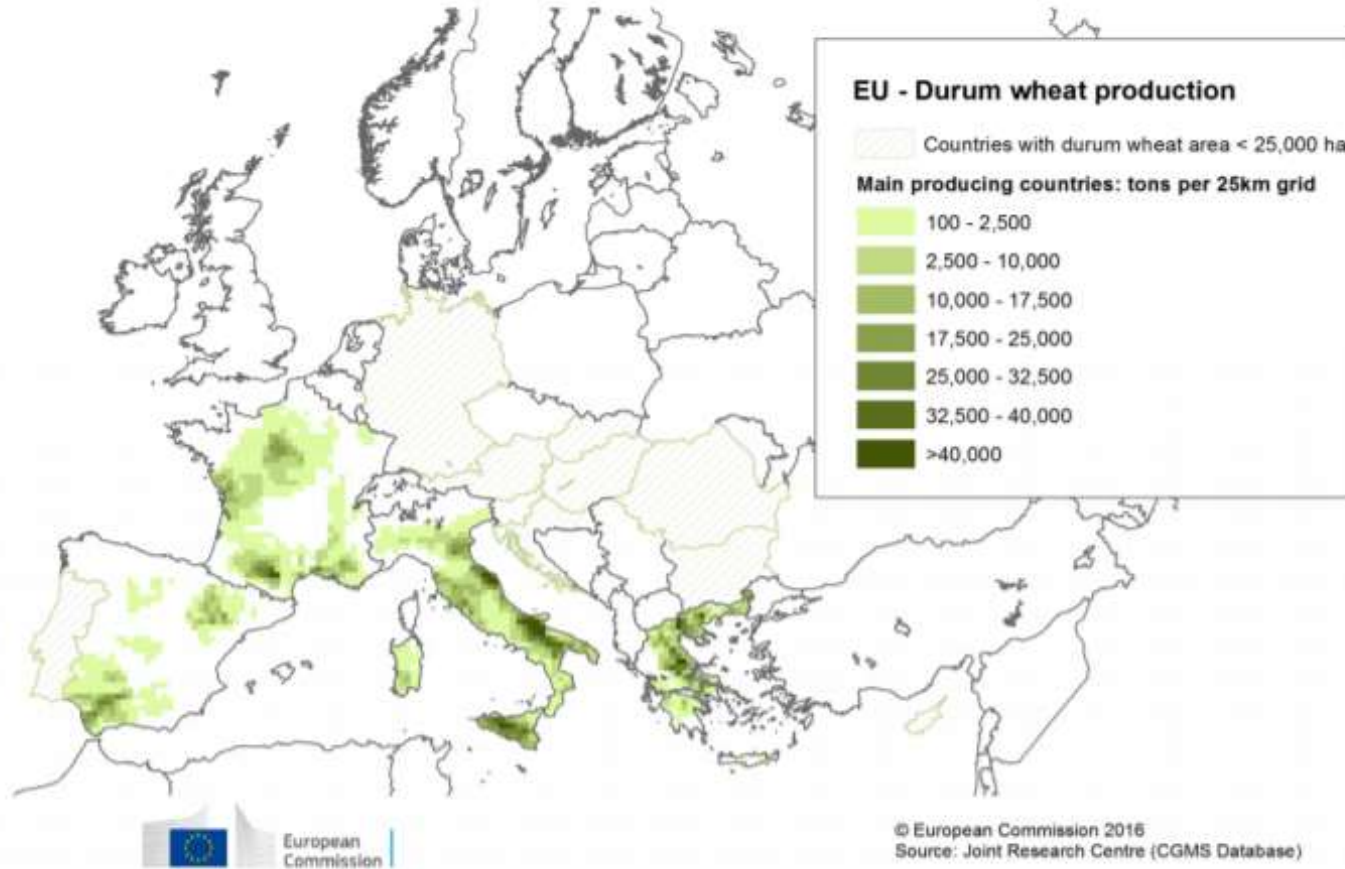 EU - Durum wheat production
Countries with durum wheat area < 25,000 ha
Main producing countries: tons per 25km grid
100 - 2,500
2,500 - 10,000
10,000 - 17,500
17,500 - 25,000
25,000 - 32,500
32,500 - 40,000
>40,000
European
Commission
© European Commission 2016
Source: Joint Research Centre (CGMS Database)